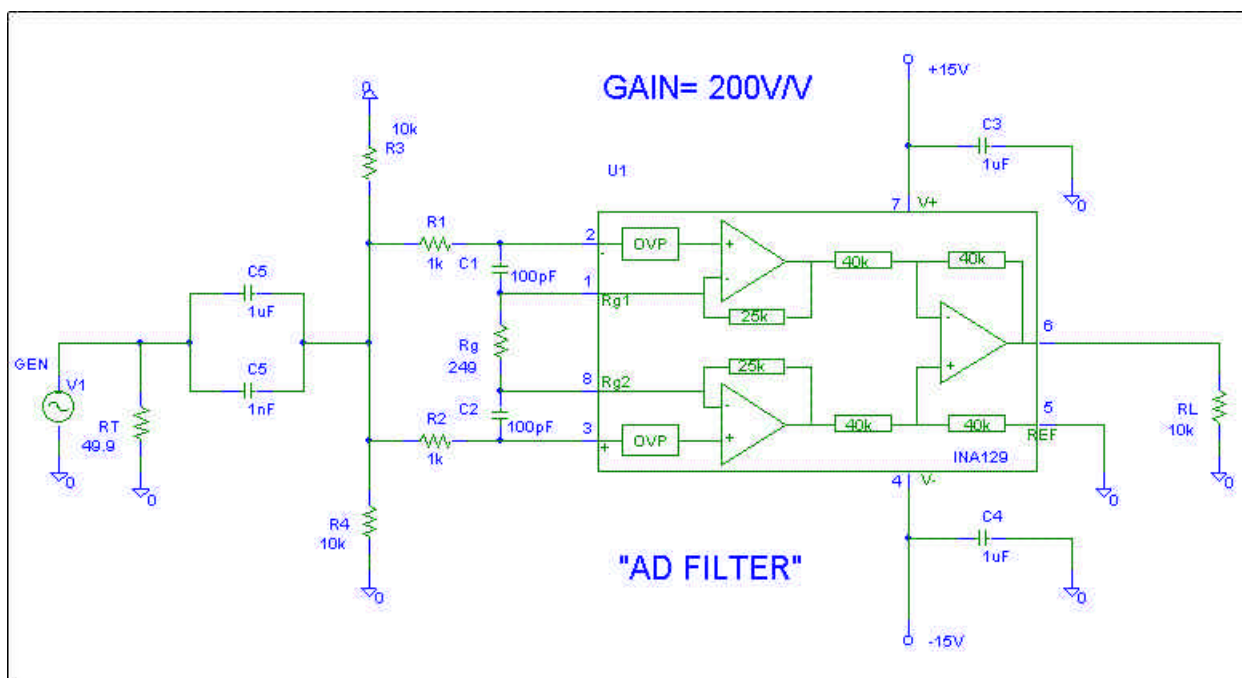 GAIN= 200V/V
+15V
C3
1uF
0
0
10k
R3
U1
7
V+
R1
1k
C1
100pF
2
-
OVP
+
-
40k
40k
1
Rg1
25k
C5
1uF
Rg
249
-
+
6
GEN
V1
C5
1nF
8
Rg2
25k
RT
49.9
C2
100pF
R2
1k
3
+
OVP
-
+
40k
40k
5
REF
RL
10k
INA129
0
0
4
V-
0
0
R4
10k
C4
1uF
"AD FILTER"
0
0
-15V